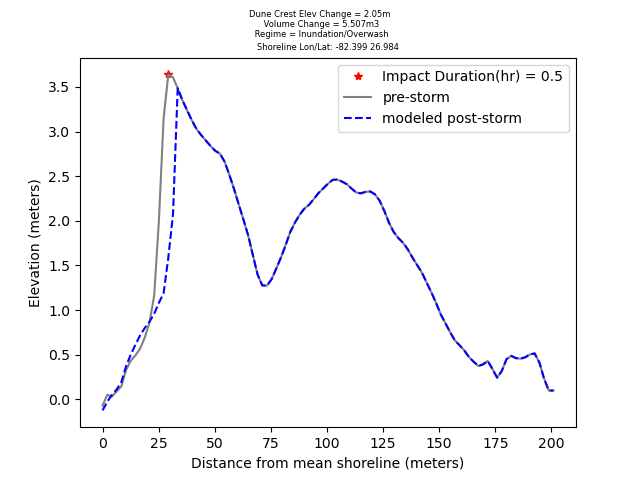 Dune Crest Elev Change = 2.05m
Volume Change = 5.507m3
Regime = Inundation/Overwash
Shoreline Lon/Lat: -82.399 26.984
Impact Duration(hr) = 0.5
pre-storm
modeled post-storm
Elevation (meters)
3.5
3.0
2.5
2.0
1.5
1.0
0.5
0.0
0 25 50 75 100 125 150 175 200
Distance from mean shoreline (meters)